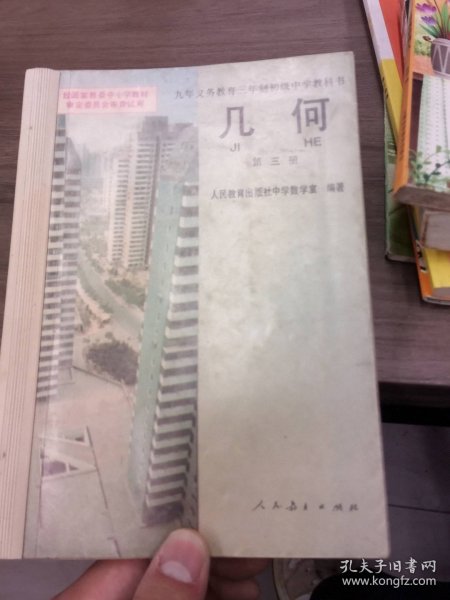 经国家教委中小学教材
审定委员会审查试用
九年义务教育三年制初级中学教科书
几何
JI HE
第三册
人民教育出版社中学数学室 编著
人民教育出版社
孔夫子旧书网
www.kongfz.com